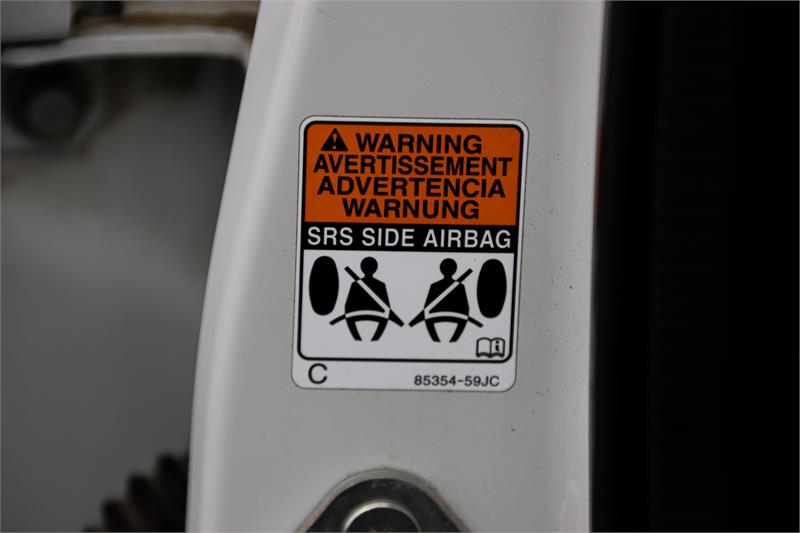 WARNING
AVERTISSEMENT
ADVERTENCIA
WARNUNG
SRS SIDE AIRBAG
i
C 85354-59JC